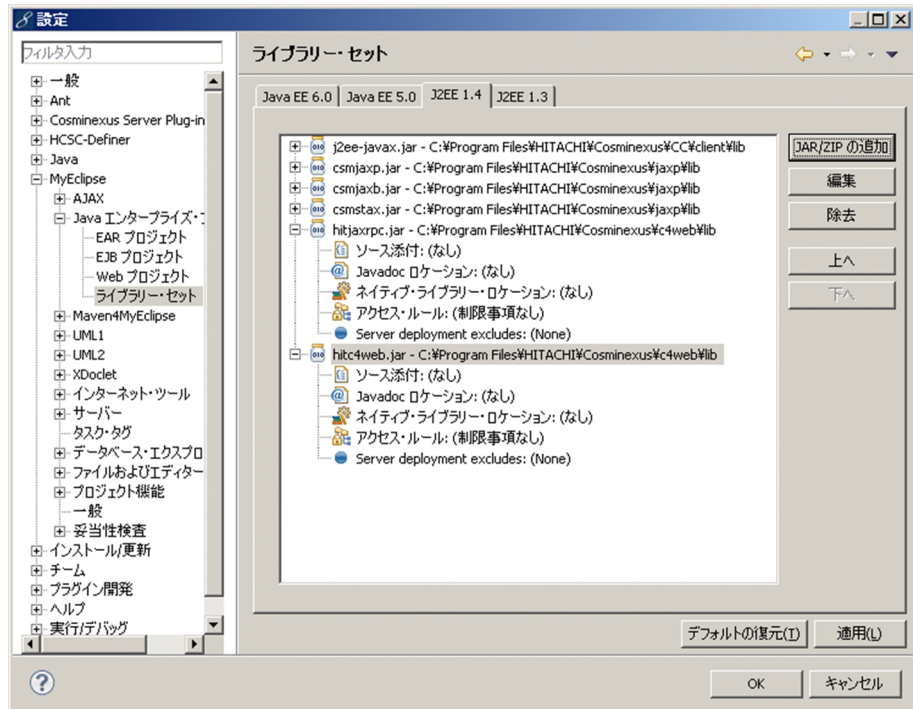 8 設定
フィルタ入力
ライブラリー・セット
一般
Ant
Cosminexus Server Plug-in
HCSC-Definer
Java
MyEclipse
AJAX
Java エンタープライズ・
EAR プロジェクト
EJB プロジェクト
Web プロジェクト
ライブラリー・セット
Maven4MyEclipse
UML1
UML2
XDoclet
インターネット・ツール
サーバー
タスク・タグ
データベース・エクスプロ
ファイルおよびエディター
プロジェクト機能
一般
妥当性検査
インストール/更新
チーム
プラグイン開発
ヘルプ
実行/デバッグ
Java EE 6.0 Java EE 5.0 J2EE 1.4 J2EE 1.3
j2ee-javax.jar - C:¥Program Files¥HITACHI¥Cosminexus¥CC¥client¥lib
csmjaxp.jar - C:¥Program Files¥HITACHI¥Cosminexus¥jaxp¥lib
csmjaxb.jar - C:¥Program Files¥HITACHI¥Cosminexus¥jaxp¥lib
csmstax.jar - C:¥Program Files¥HITACHI¥Cosminexus¥jaxp¥lib
hitjaxrpc.jar - C:¥Program Files¥HITACHI¥Cosminexus¥c4web¥lib
ソース添付: (なし)
Javadoc ロケーション: (なし)
ネイティブ・ライブラリー・ロケーション: (なし)
アクセス・ルール: (制限事項なし)
Server deployment excludes: (None)
hitc4web.jar - C:¥Program Files¥HITACHI¥Cosminexus¥c4web¥lib
ソース添付: (なし)
Javadoc ロケーション: (なし)
ネイティブ・ライブラリー・ロケーション: (なし)
アクセス・ルール: (制限事項なし)
Server deployment excludes: (None)
JAR/ZIP の追加
編集
除去
上へ
下へ
デフォルトの復元(T) 適用(L)
OK キャンセル